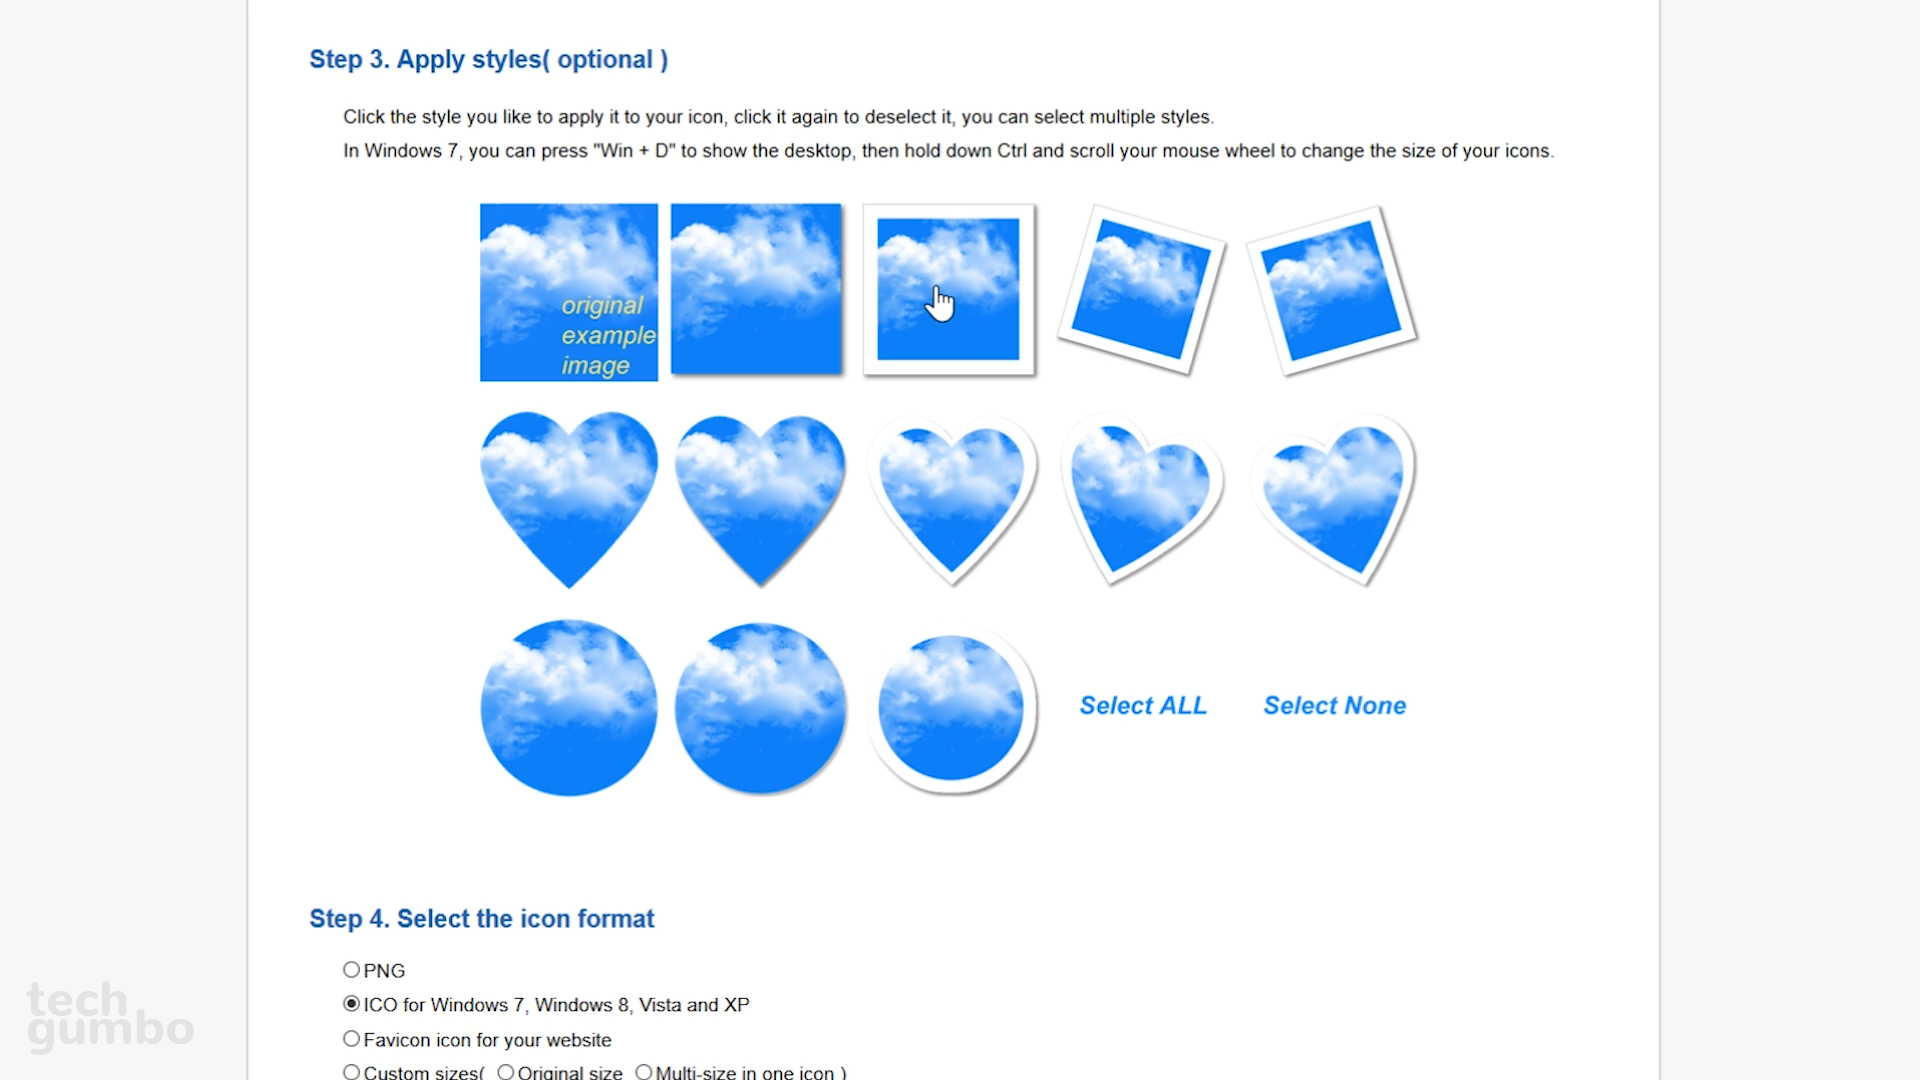 Step 3. Apply styles( optional )
Click the style you like to apply it to your icon, click it again to deselect it, you can select multiple styles.
In Windows 7, you can press "Win + D" to show the desktop, then hold down Ctrl and scroll your mouse wheel to change the size of your icons.
original
example
image
Select ALL
Select None
Step 4. Select the icon format
PNG
ICO for Windows 7, Windows 8, Vista and XP
Favicon icon for your website
Custom sizes( Original size Multi-size in one icon )
tech
gumbo